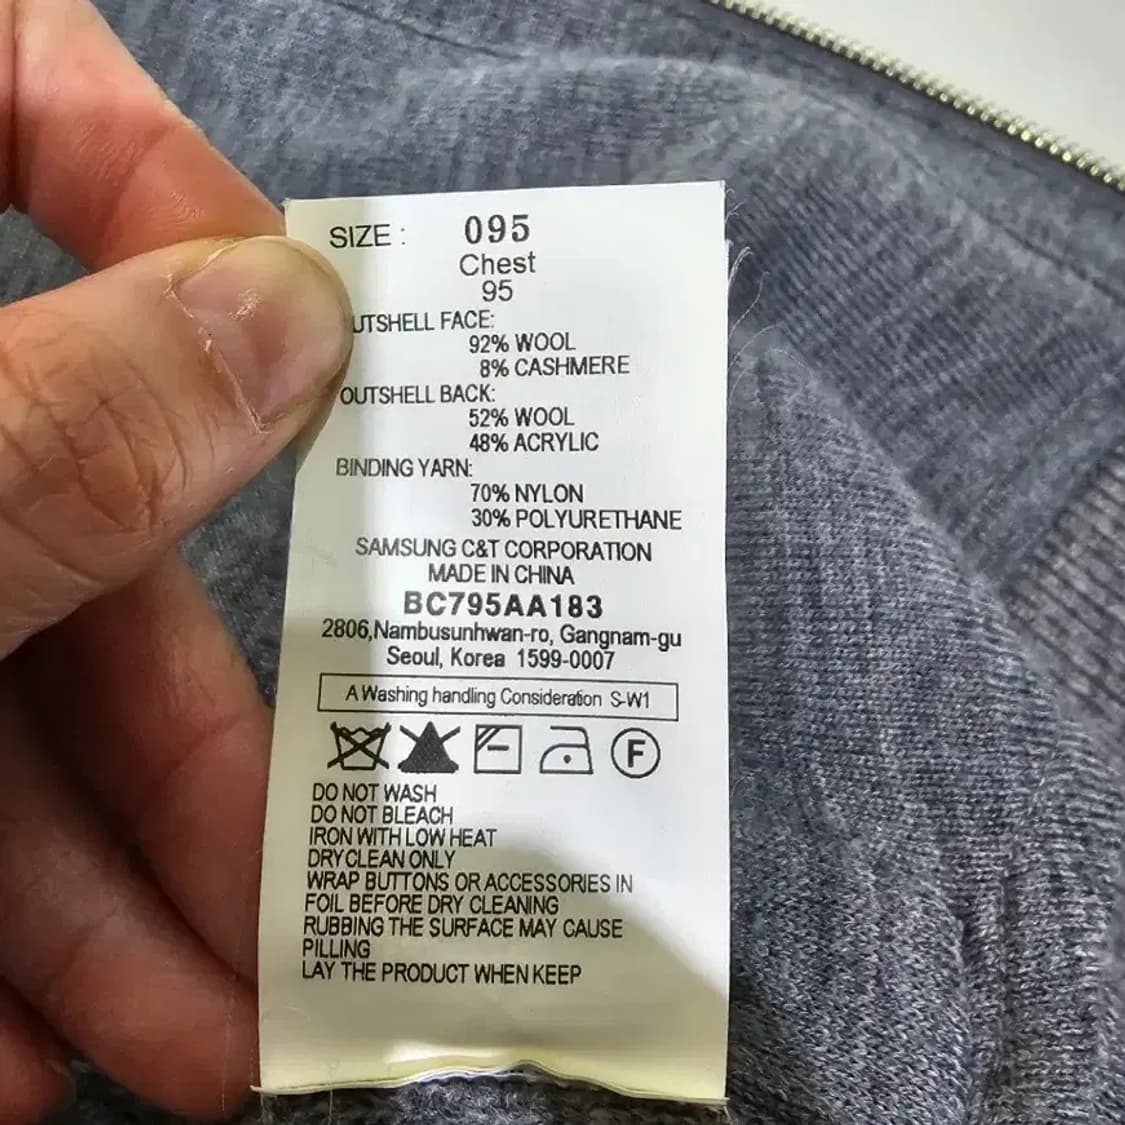 SIZE : 095
Chest
95
UTSHELL FACE:
92% WOOL
8% CASHMERE
OUTSHELL BACK:
52% WOOL
48% ACRYLIC
BINDING YARN:
70% NYLON
30% POLYURETHANE
SAMSUNG C&T CORPORATION
MADE IN CHINA
BC795AA183
2806,Nambusunhwan-ro, Gangnam-gu
Seoul, Korea 1599-0007
A Washing handling Consideration S-W1
F
DO NOT WASH
DO NOT BLEACH
IRON WITH LOW HEAT
DRY CLEAN ONLY
WRAP BUTTONS OR ACCESSORIES IN
FOIL BEFORE DRY CLEANING
RUBBING THE SURFACE MAY CAUSE
PILLING
LAY THE PRODUCT WHEN KEEP